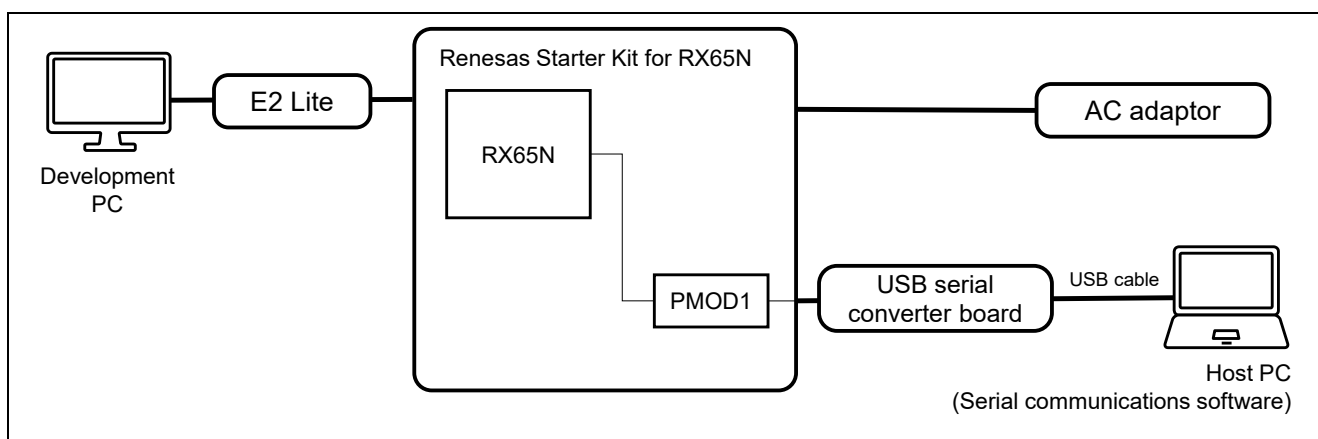 Renesas Starter Kit for RX65N
E2 Lite
AC adaptor
RX65N
Development
PC
PMOD1
USB serial
converter board
USB cable
Host PC
(Serial communications software)